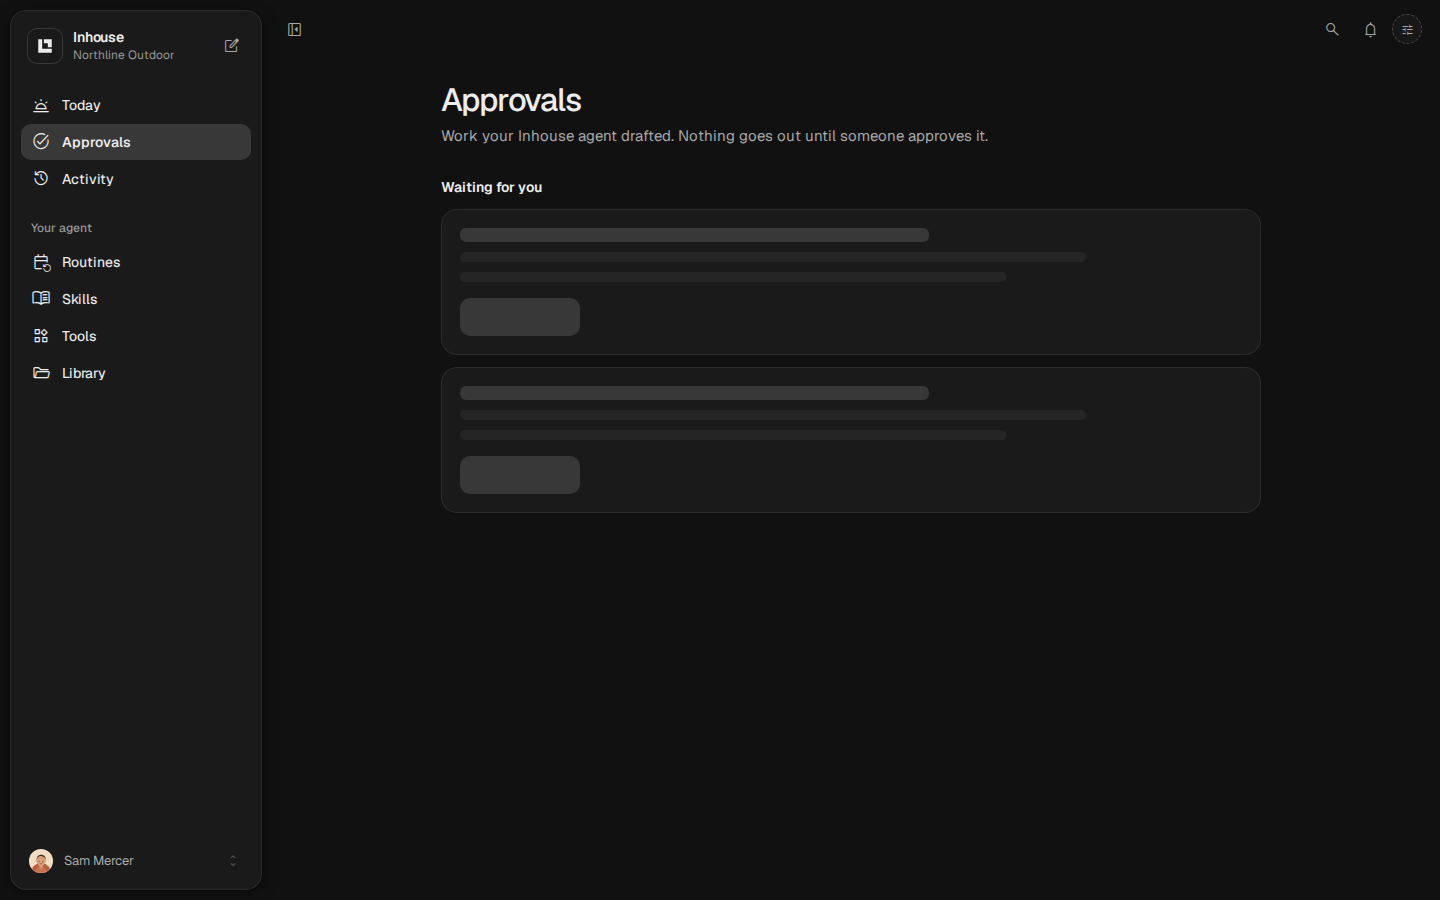 Inhouse
Northline Outdoor
Today
Approvals
Activity
Your agent
Routines
Skills
Tools
Library
Sam Mercer
Approvals
Work your Inhouse agent drafted. Nothing goes out until someone approves it.
Waiting for you